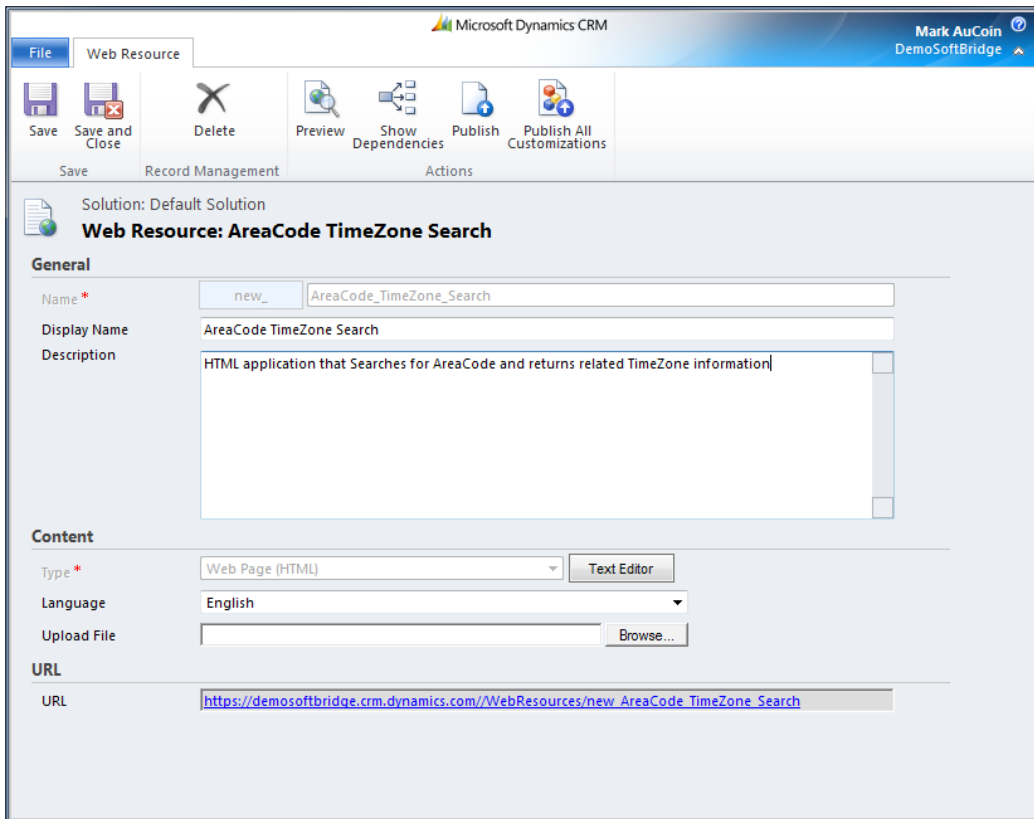 Microsoft Dynamics CRM
Mark AuCoin
DemoSoftBridge
File
Web Resource
Save
Save and Close
Delete
Preview
Show Dependencies
Publish
Publish All Customizations
Save
Record Management
Actions
Solution: Default Solution
Web Resource: AreaCode TimeZone Search
General
Name *
new_
AreaCode_TimeZone_Search
Display Name
AreaCode TimeZone Search
Description
HTML application that Searches for AreaCode and returns related TimeZone information
Content
Type *
Web Page (HTML)
Text Editor
Language
English
Upload File
Browse...
URL
URL
https://demosoftbridge.crm.dynamics.com//WebResources/new_AreaCode_TimeZone_Search